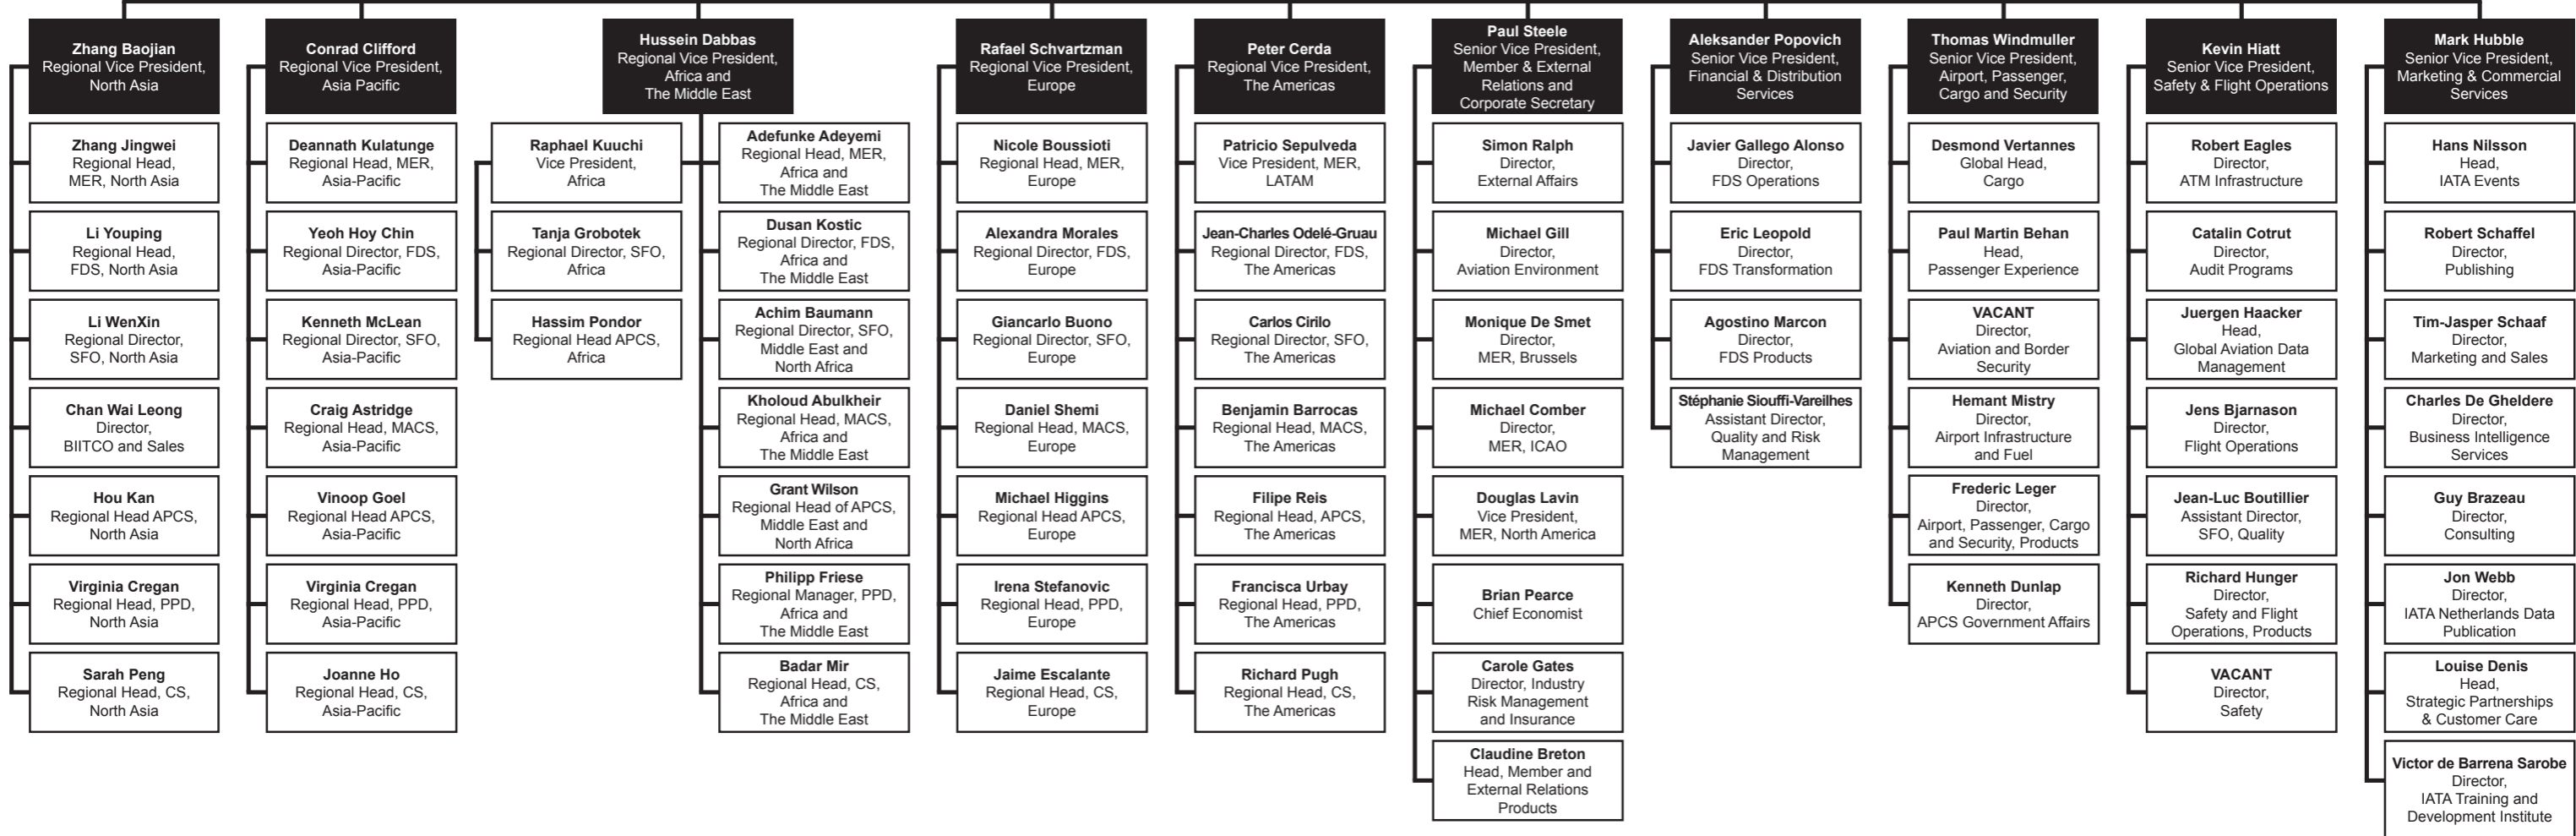 Zhang Baojian
Regional Vice President,
North Asia
Zhang Jingwei
Regional Head,
MER, North Asia
Li Youping
Regional Head,
FDS, North Asia
Li WenXin
Regional Director,
SFO, North Asia
Chan Wai Leong
Director,
BIITCO and Sales
Hou Kan
Regional Head APCS,
North Asia
Virginia Cregan
Regional Head, PPD,
North Asia
Sarah Peng
Regional Head, CS,
North Asia
Conrad Clifford
Regional Vice President,
Asia Pacific
Deannath Kulatunge
Regional Head, MER,
Asia-Pacific
Yeoh Hoy Chin
Regional Director, FDS,
Asia-Pacific
Kenneth McLean
Regional Director, SFO,
Asia-Pacific
Craig Astridge
Regional Head, MACS,
Asia-Pacific
Vinoop Goel
Regional Head APCS,
Asia-Pacific
Virginia Cregan
Regional Head, PPD,
Asia-Pacific
Joanne Ho
Regional Head, CS,
Asia-Pacific
Hussein Dabbas
Regional Vice President,
Africa and
The Middle East
Raphael Kuuchi
Vice President,
Africa
Tanja Grobotek
Regional Director, SFO,
Africa
Hassim Pondor
Regional Head APCS,
Africa
Adefunke Adeyemi
Regional Head, MER,
Africa and
The Middle East
Dusan Kostic
Regional Director, FDS,
Africa and
The Middle East
Achim Baumann
Regional Director, SFO,
Middle East and
North Africa
Kholoud Abulkheir
Regional Head, MACS,
Africa and
The Middle East
Grant Wilson
Regional Head of APCS,
Middle East and
North Africa
Philipp Friese
Regional Manager, PPD,
Africa and
The Middle East
Badar Mir
Regional Head, CS,
Africa and
The Middle East
Rafael Schvartzman
Regional Vice President,
Europe
Nicole Boussioti
Regional Head, MER,
Europe
Alexandra Morales
Regional Director, FDS,
Europe
Giancarlo Buono
Regional Director, SFO,
Europe
Daniel Shemi
Regional Head, MACS,
Europe
Michael Higgins
Regional Head APCS,
Europe
Irena Stefanovic
Regional Head, PPD,
Europe
Jaime Escalante
Regional Head, CS,
Europe
Peter Cerda
Regional Vice President,
The Americas
Patricio Sepulveda
Vice President, MER,
LATAM
Jean-Charles Odelé-Gruau
Regional Director, FDS,
The Americas
Carlos Cirilo
Regional Director, SFO,
The Americas
Benjamin Barrocas
Regional Head, MACS,
The Americas
Filipe Reis
Regional Head, APCS,
The Americas
Francisca Urbay
Regional Head, PPD,
The Americas
Richard Pugh
Regional Head, CS,
The Americas
Paul Steele
Senior Vice President,
Member & External
Relations and
Corporate Secretary
Simon Ralph
Director,
External Affairs
Michael Gill
Director,
Aviation Environment
Monique De Smet
Director,
MER, Brussels
Michael Comber
Director,
MER, ICAO
Douglas Lavin
Vice President,
MER, North America
Brian Pearce
Chief Economist
Carole Gates
Director, Industry
Risk Management
and Insurance
Claudine Breton
Head, Member and
External Relations
Products
Aleksander Popovich
Senior Vice President,
Financial & Distribution
Services
Javier Gallego Alonso
Director,
FDS Operations
Eric Leopold
Director,
FDS Transformation
Agostino Marcon
Director,
FDS Products
Stéphanie Siouffi-Vareilhes
Assistant Director,
Quality and Risk
Management
Thomas Windmuller
Senior Vice President,
Airport, Passenger,
Cargo and Security
Desmond Vertannes
Global Head,
Cargo
Paul Martin Behan
Head,
Passenger Experience
VACANT
Director,
Aviation and Border
Security
Hemant Mistry
Director,
Airport Infrastructure
and Fuel
Frederic Leger
Director,
Airport, Passenger, Cargo
and Security, Products
Kenneth Dunlap
Director,
APCS Government Affairs
Kevin Hiatt
Senior Vice President,
Safety & Flight Operations
Robert Eagles
Director,
ATM Infrastructure
Catalin Cotrut
Director,
Audit Programs
Juergen Haacker
Head,
Global Aviation Data
Management
Jens Bjarnason
Director,
Flight Operations
Jean-Luc Boutillier
Assistant Director,
SFO, Quality
Richard Hunger
Director,
Safety and Flight
Operations, Products
VACANT
Director,
Safety
Mark Hubble
Senior Vice President,
Marketing & Commercial
Services
Hans Nilsson
Head,
IATA Events
Robert Schaffel
Director,
Publishing
Tim-Jasper Schaaf
Director,
Marketing and Sales
Charles De Gheldere
Director,
Business Intelligence
Services
Guy Brazeau
Director,
Consulting
Jon Webb
Director,
IATA Netherlands Data
Publication
Louise Denis
Head,
Strategic Partnerships
& Customer Care
Victor de Barrena Sarobe
Director,
IATA Training and
Development Institute